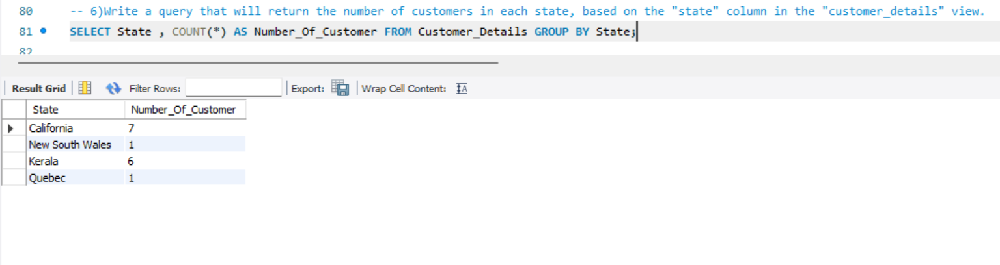 80 -- 6)Write a query that will return the number of customers in each state, based on the "state" column in the "customer_details" view.
81 SELECT State , COUNT(*) AS Number_Of_Customer FROM Customer_Details GROUP BY State;
82
Result Grid Filter Rows: Export: Wrap Cell Content: IA
State Number_Of_Customer
California 7
New South Wales 1
Kerala 6
Quebec 1